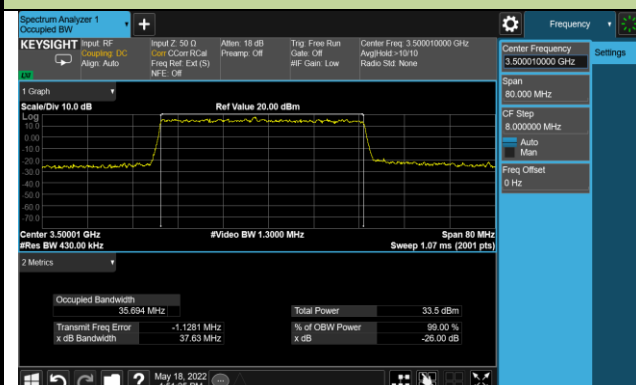 Spectrum Analyzer 1
Occupied BW
+
Frequency
KEYSIGHT
Input: RF
Coupling: DC
Align: Auto
Input Z: 50 Ω
Corr CCorr RCal
Freq Ref: Ext (S)
NFE: Off
Atten: 18 dB
Preamp: Off
Trig: Free Run
Gate: Off
#IF Gain: Low
Center Freq: 3.500010000 GHz
Avg|Hold:>10/10
Radio Std: None
Center Frequency
3.500010000 GHz
Settings
Span
80.000 MHz
CF Step
8.000000 MHz
Auto
Man
Freq Offset
0 Hz
1 Graph
Scale/Div 10.0 dB
Ref Value 20.00 dBm
Log
10.0
0.00
-10.0
-20.0
-30.0
-40.0
-50.0
-60.0
-70.0
Center 3.50001 GHz
#Video BW 1.3000 MHz
Span 80 MHz
#Res BW 430.00 kHz
Sweep 1.07 ms (2001 pts)
2 Metrics
Occupied Bandwidth
35.694 MHz
Total Power
33.5 dBm
Transmit Freq Error
-1.1281 MHz
% of OBW Power
99.00 %
x dB Bandwidth
37.63 MHz
x dB
-26.00 dB
?
May 18, 2022